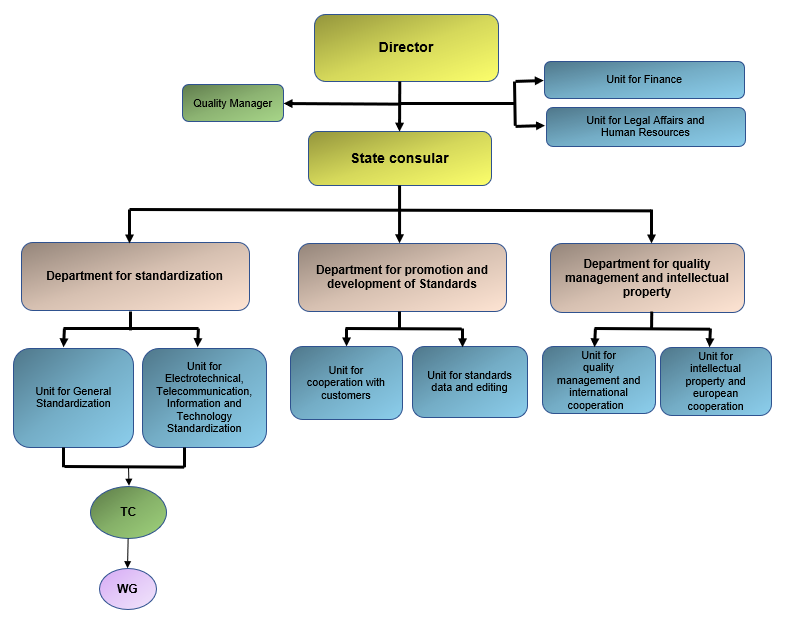 Director
Quality Manager
Unit for Finance
Unit for Legal Affairs and
Human Resources
State consular
Department for standardization
Department for promotion and
development of Standards
Department for quality
management and intellectual
property
Unit for General
Standardization
Unit for
Electrotechnical,
Telecommunication,
Information and
Technology
Standardization
Unit for
cooperation with
customers
Unit for standards
data and editing
Unit for
quality
management and
international
cooperation
Unit for
intellectual
property and
european
cooperation
TC
WG